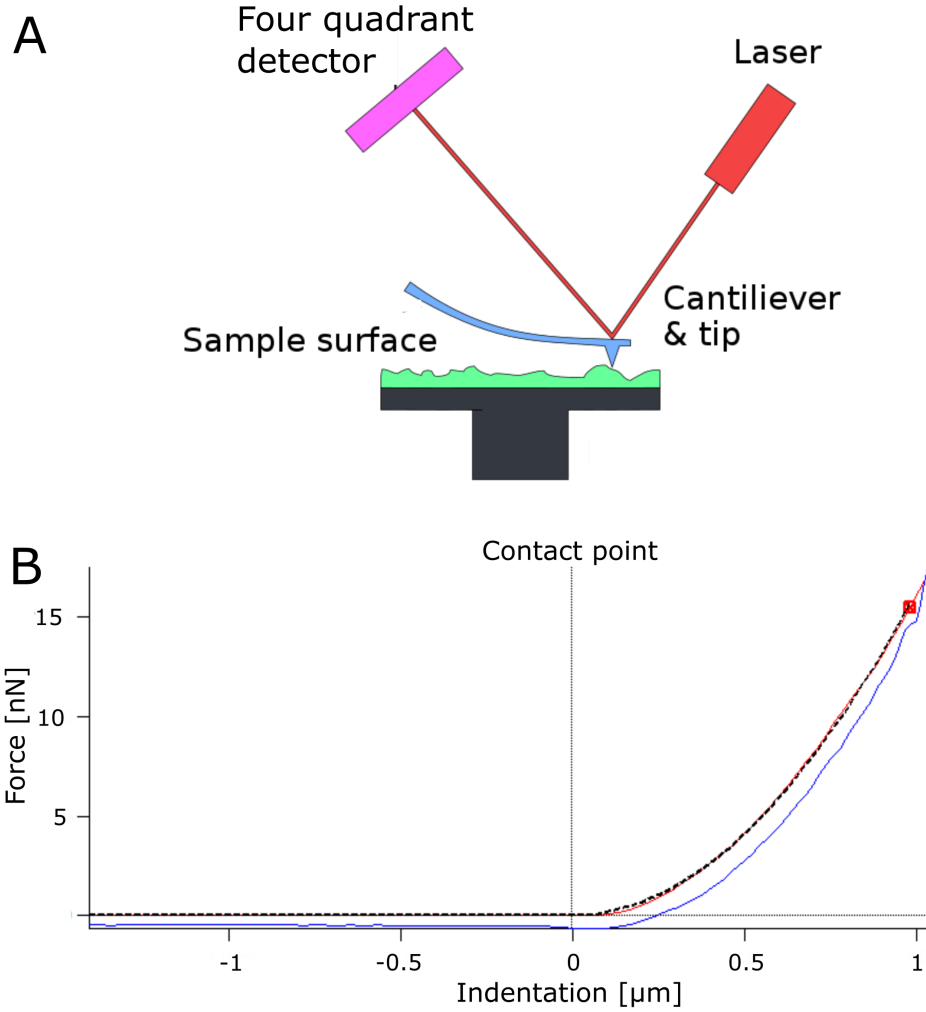 A
Four quadrant
detector
Laser
Cantiliever
& tip
Sample surface
B
Contact point
15
10
5
Force [nN]
-1
-0.5
0
0.5
1
Indentation [µm]